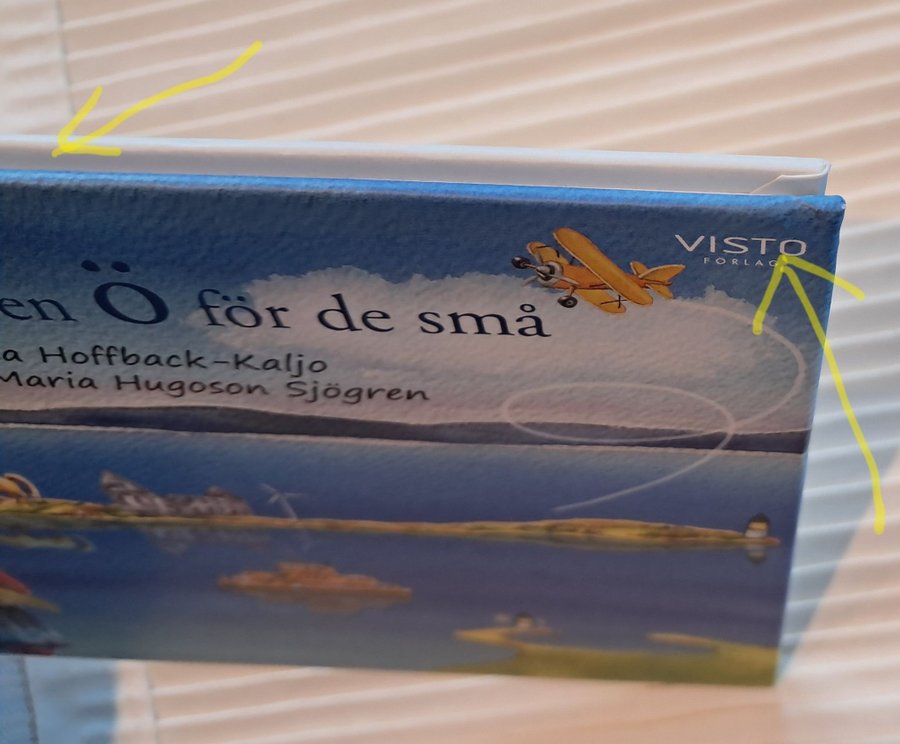 VISTO
FÖRLAG
en Ö för de små
a Hoffback-Kaljo
Maria Hugoson Sjögren